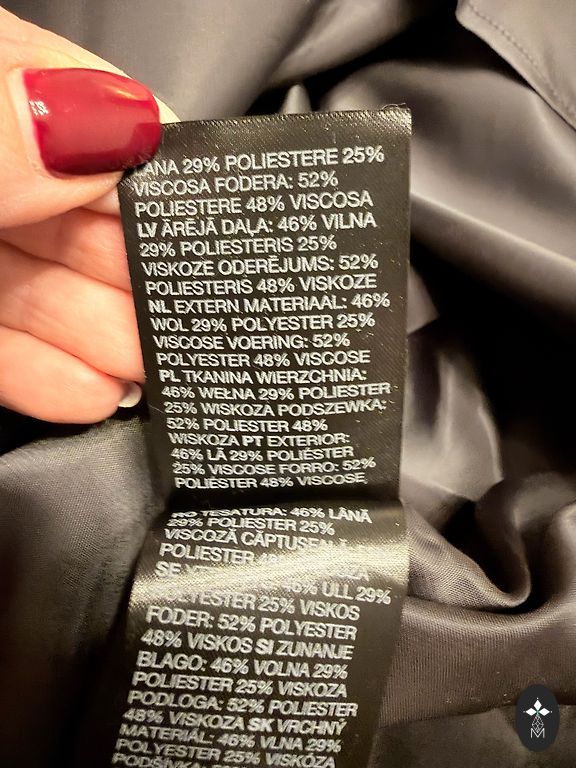 LANA 29% POLIESTERE 25%
VISCOSA FODERA: 52%
POLIESTERE 48% VISCOSA
LV ĀRĒJĀ DAĻA: 46% VILNA
29% POLIESTERIS 25%
VISKOZE ODERĒJUMS: 52%
POLIESTERIS 48% VISKOZE
NL EXTERN MATERIAAL: 46%
WOL 29% POLYESTER 25%
VISCOSE VOERING: 52%
POLYESTER 48% VISCOSE
PL TKANINA WIERZCHNIA:
46% WEŁNA 29% POLIESTER
25% WISKOZA PODSZEWKA:
52% POLIESTER 48%
WISKOZA PT EXTERIOR:
46% LÃ 29% POLIÉSTER
25% VISCOSE FORRO: 52%
POLIÉSTER 48% VISCOSE
TESATURA: 46% LÂNĂ
29% POLIESTER 25%
VISCOZĂ CĂPTUSEALĂ
POLIESTER
SE 46% ULL 29%
POLYESTER 25% VISKOS
FODER: 52% POLYESTER
48% VISKOS SI ZUNANJE
BLAGO: 46% VOLNA 29%
POLIESTER 25% VISKOZA
PODLOGA: 52% POLIESTER
48% VISKOZA SK VRCHNÝ
MATERIÁL: 46% VLNA 29%
POLYESTER 25% VISKÓZA
PODŠÍVKA